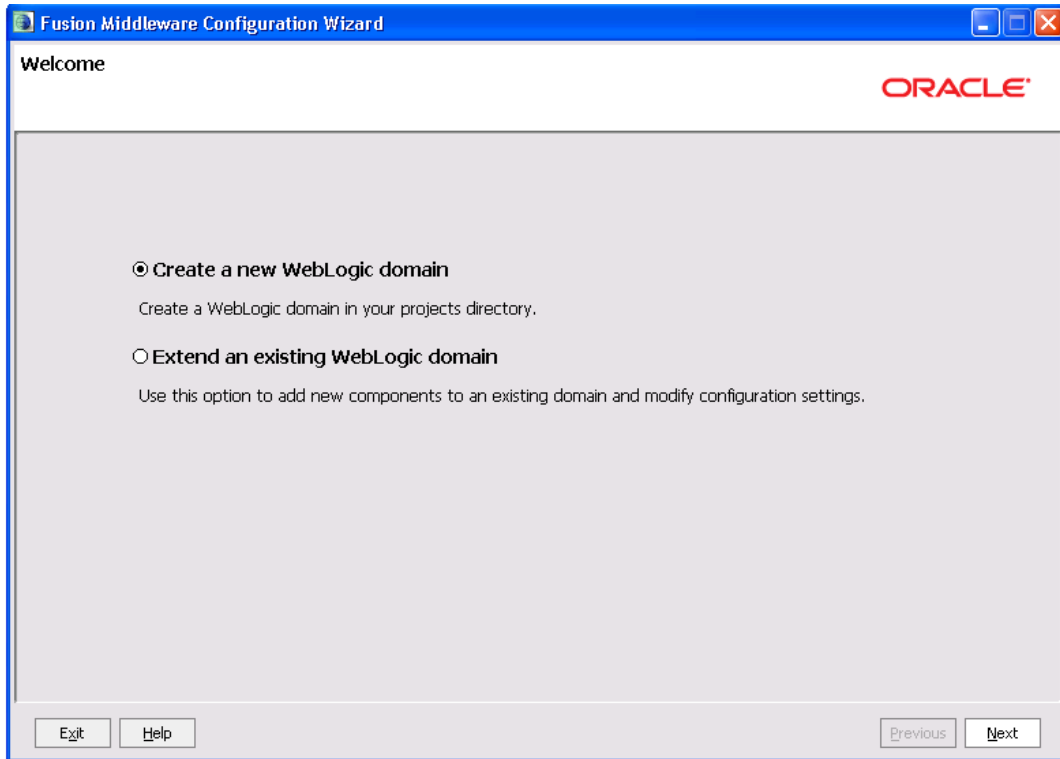 Fusion Middleware Configuration Wizard
Welcome
ORACLE
Create a new WebLogic domain
Create a WebLogic domain in your projects directory.
Extend an existing WebLogic domain
Use this option to add new components to an existing domain and modify configuration settings.
Exit Help Previous Next